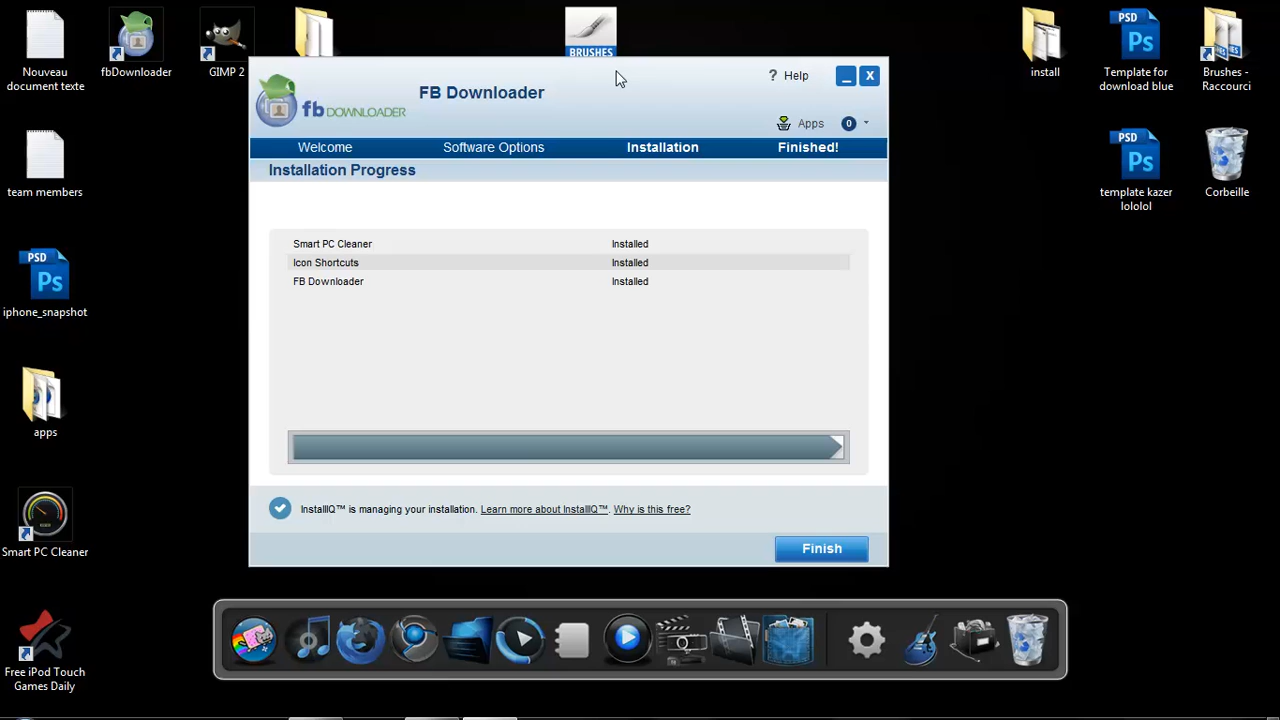 Nouveau
document texte
fbDownloader
GIMP 2
BRUSHES
install
PSD
Ps
Template for
download blue
BRUSHES
Brushes -
Raccourci
fb DOWNLOADER
FB Downloader
? Help
Apps 0
Welcome
Software Options
Installation
Finished!
Installation Progress
Smart PC Cleaner Installed
Icon Shortcuts Installed
FB Downloader Installed
InstallIQ™ is managing your installation. Learn more about InstallIQ™. Why is this free?
Finish
team members
PSD
Ps
template kazer
lololol
Corbeille
PSD
Ps
iphone_snapshot
apps
Smart PC Cleaner
Free iPod Touch
Games Daily